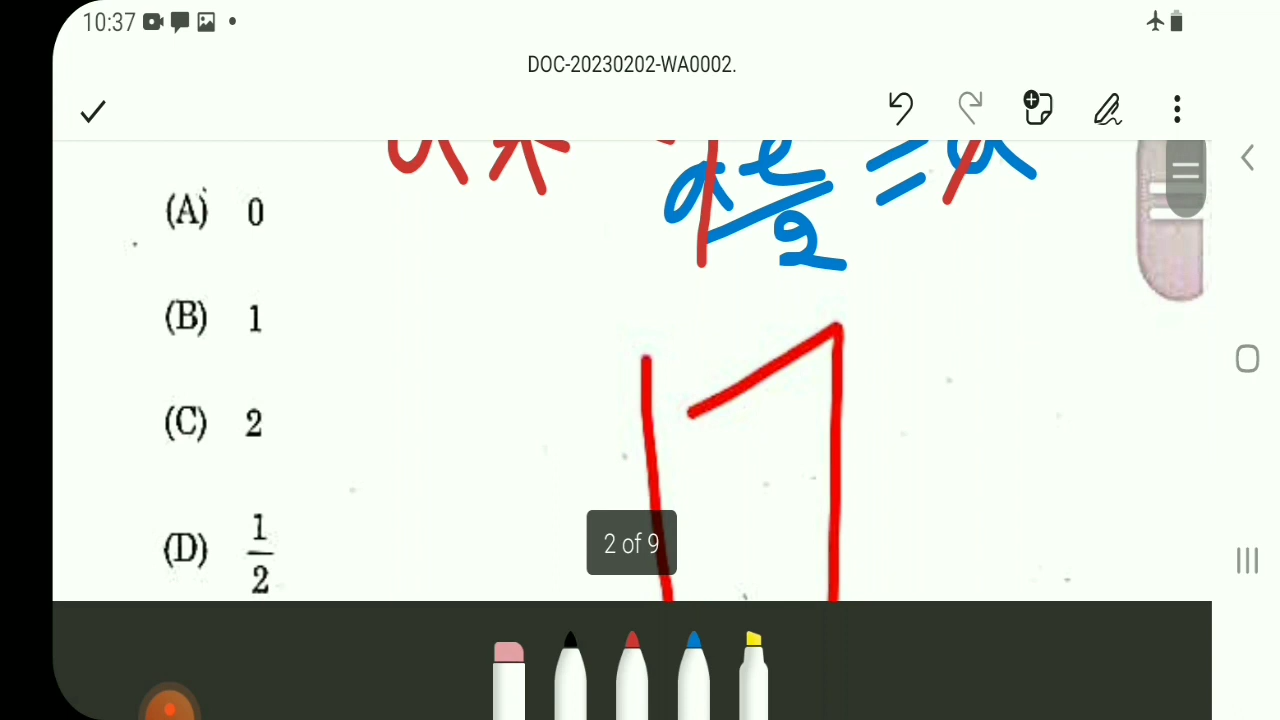 10:37
DOC-20230202-WA0002.
(A) 0
(B) 1
(C) 2
(D) 1/2
2 of 9